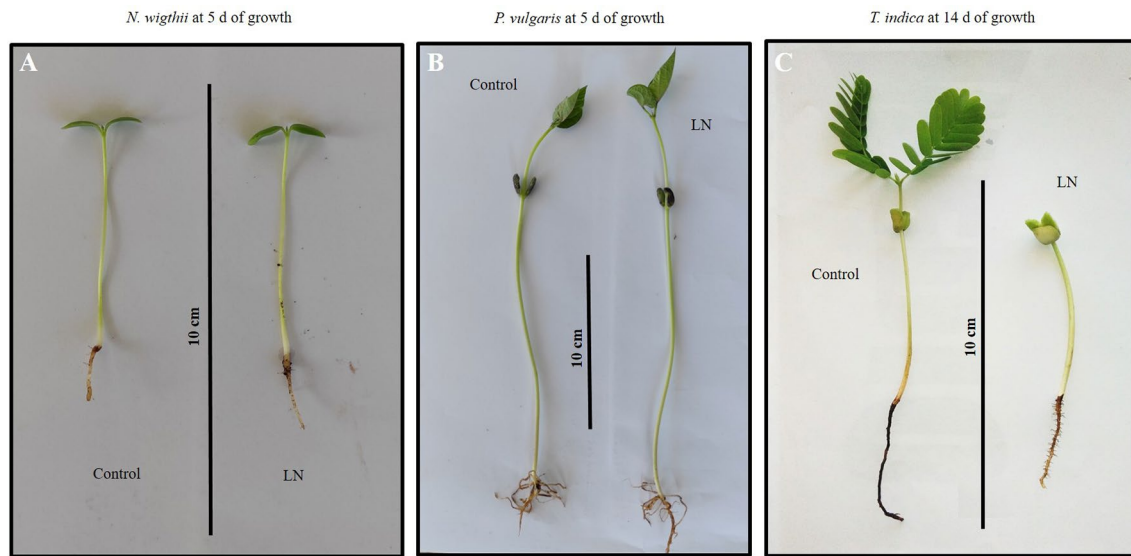 N. wigthii at 5 d of growth
P. vulgaris at 5 d of growth
T. indica at 14 d of growth
A
Control
10 cm
LN
B
Control
LN
10 cm
C
Control
10 cm
LN